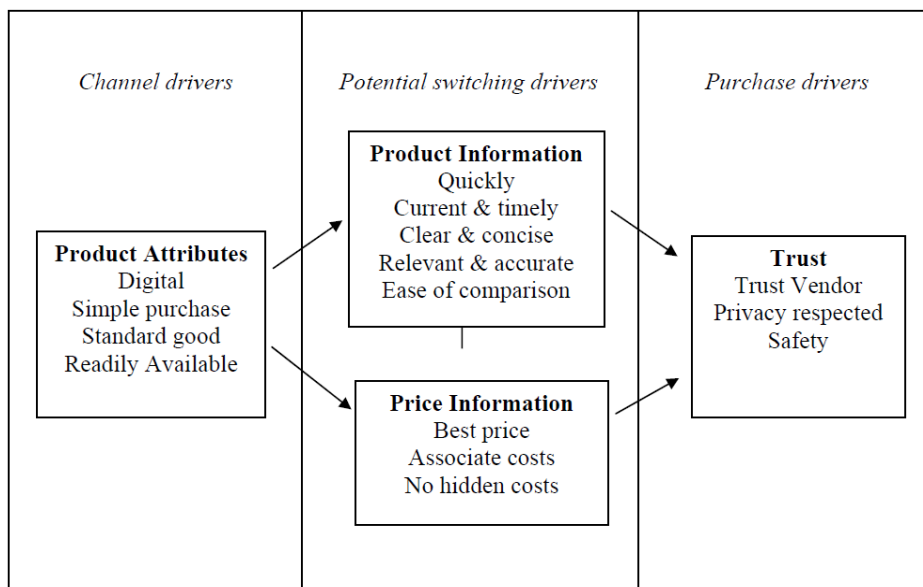 Channel drivers
Potential switching drivers
Purchase drivers
Product Attributes
Digital
Simple purchase
Standard good
Readily Available
Product Information
Quickly
Current & timely
Clear & concise
Relevant & accurate
Ease of comparison
Price Information
Best price
Associate costs
No hidden costs
Trust
Trust Vendor
Privacy respected
Safety